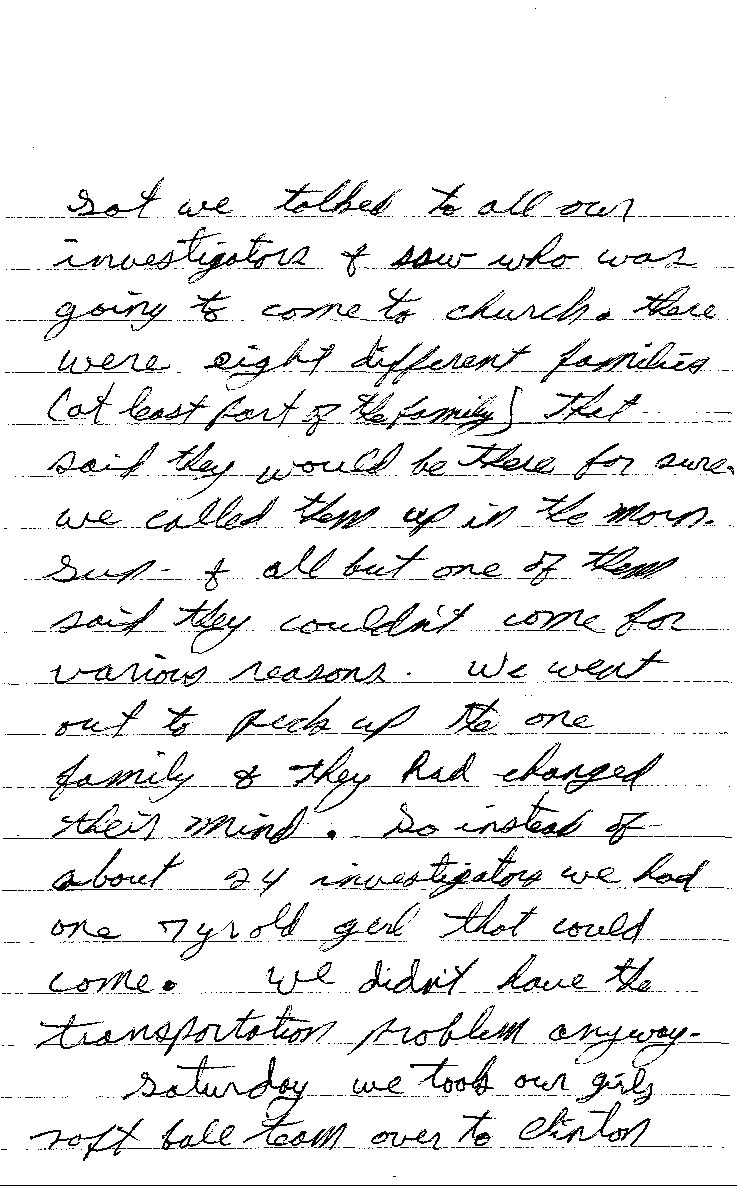 Sat we talked to all our
investigators & saw who was
going to come to church. there
were eight different families
(at least part of the family) that
said they would be there for sure.
we called them up in the morn.
Sun. & all but one of them
said they couldn't come for
various reasons. We went
out to pick up the one
family & they had changed
their mind. So instead of
about 24 investigators we had
one 7 yr old girl that could
come. We didn't have the
transportation problem anyway.
Saturday we took our girls
soft ball team over to Clinton